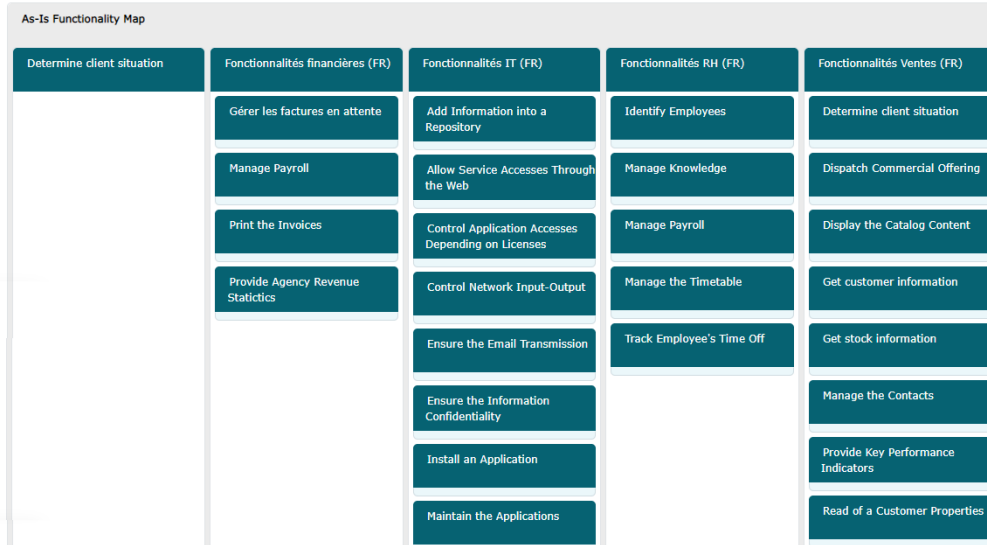 As-Is Functionality Map
Determine client situation
Fonctionnalités financières (FR)
Gérer les factures en attente
Manage Payroll
Print the Invoices
Provide Agency Revenue
Statictics
Fonctionnalités IT (FR)
Add Information into a
Repository
Allow Service Accesses Through
the Web
Control Application Accesses
Depending on Licenses
Control Network Input-Output
Ensure the Email Transmission
Ensure the Information
Confidentiality
Install an Application
Maintain the Applications
Fonctionnalités RH (FR)
Identify Employees
Manage Knowledge
Manage Payroll
Manage the Timetable
Track Employee's Time Off
Fonctionnalités Ventes (FR)
Determine client situation
Dispatch Commercial Offering
Display the Catalog Content
Get customer information
Get stock information
Manage the Contacts
Provide Key Performance
Indicators
Read of a Customer Properties